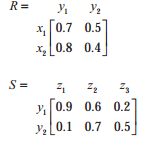 R = y₁ y₂
x₁ [0.7 0.5
x₂ 0.8 0.4]
S = z₁ z₂ z₃
y₁ [0.9 0.6 0.2
y₂ 0.1 0.7 0.5]